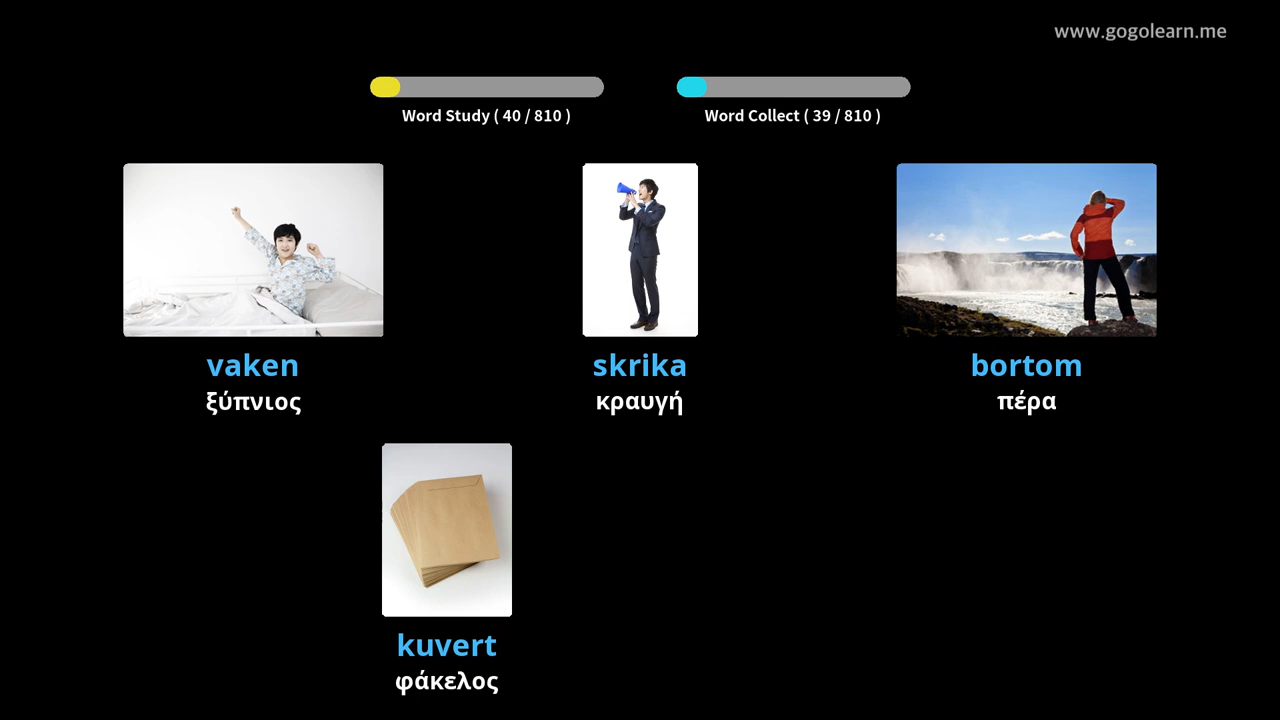 www.gogolearn.me
Word Study ( 40 / 810 )
Word Collect ( 39 / 810 )
vaken
ξύπνιος
skrika
κραυγή
bortom
πέρα
kuvert
φάκελος